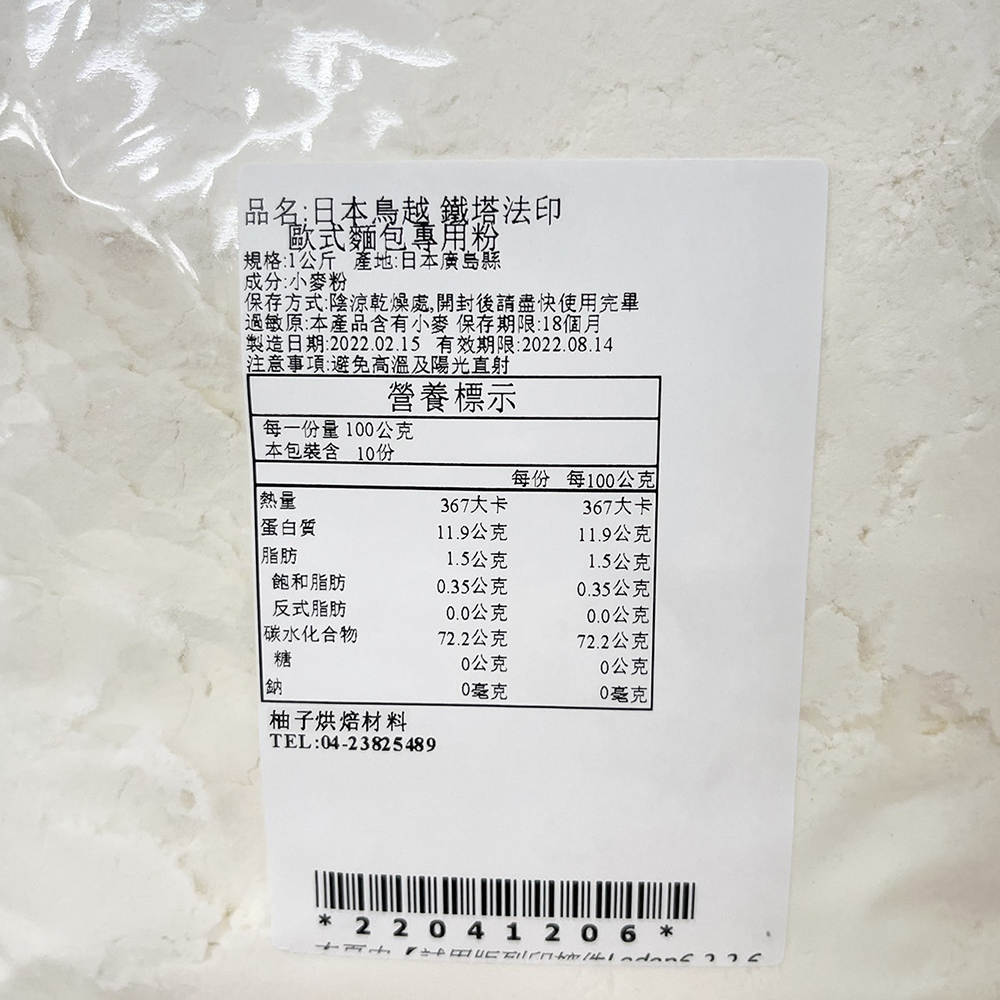 品名:日本鳥越 鐵塔法印
歐式麵包專用粉
規格:1公斤 產地:日本廣島縣
成分:小麥粉
保存方式:陰涼乾燥處,開封後請盡快使用完畢
過敏原:本產品含有小麥 保存期限:18個月
製造日期:2022.02.15 有效期限:2022.08.14
注意事項:避免高溫及陽光直射
營養標示
每一份量 100公克
本包裝含 10份
每份 每100公克
熱量 367大卡 367大卡
蛋白質 11.9公克 11.9公克
脂肪 1.5公克 1.5公克
飽和脂肪 0.35公克 0.35公克
反式脂肪 0.0公克 0.0公克
碳水化合物 72.2公克 72.2公克
糖 0公克 0公克
鈉 0毫克 0毫克
柚子烘焙材料
TEL:04-23825489
*22041206*